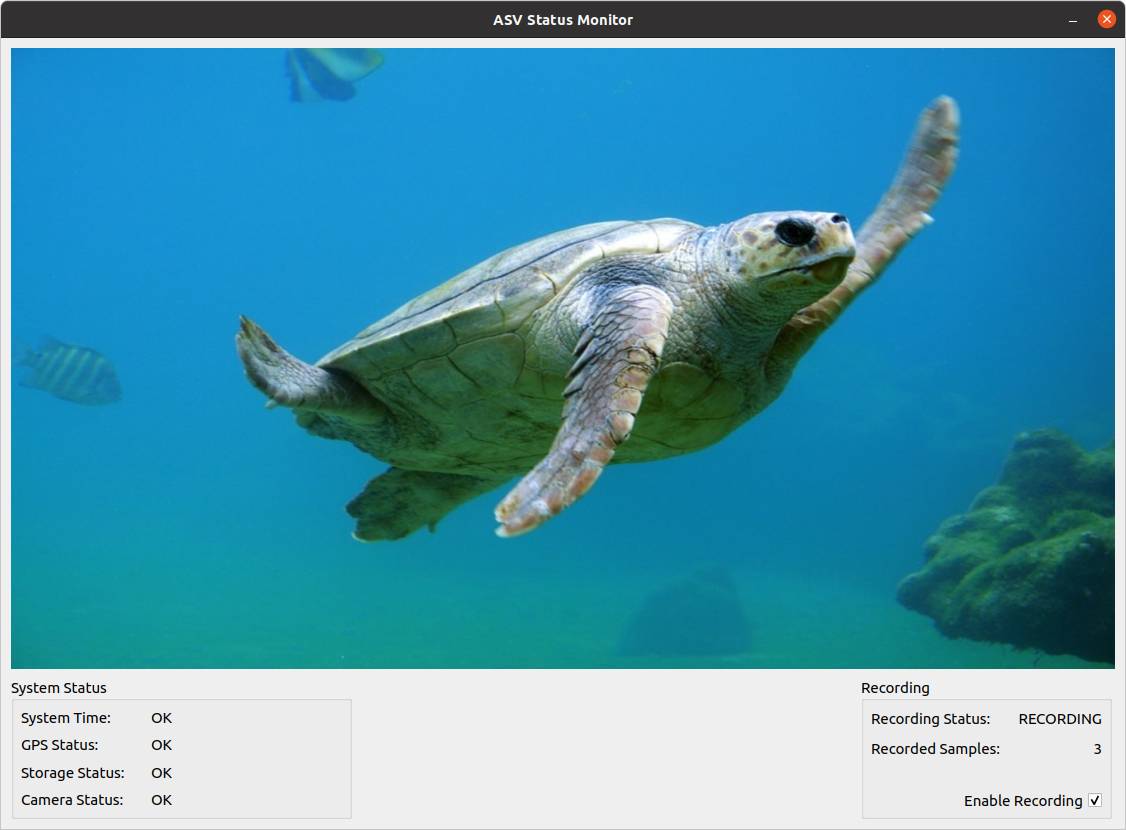 ASV Status Monitor
System Status
System Time: OK
GPS Status: OK
Storage Status: OK
Camera Status: OK
Recording
Recording Status: RECORDING
Recorded Samples: 3
Enable Recording